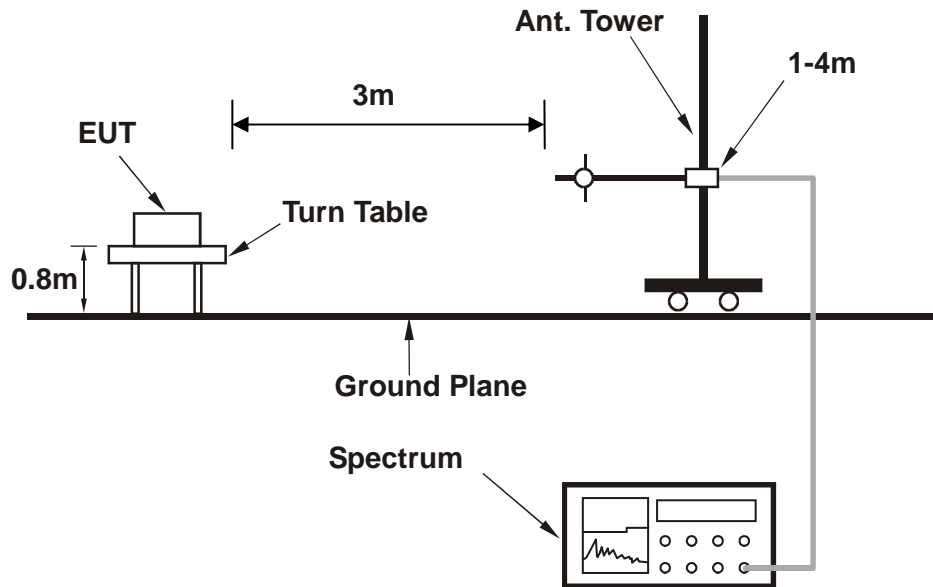 Ant. Tower
1-4m
3m
EUT
Turn Table
0.8m
Ground Plane
Spectrum